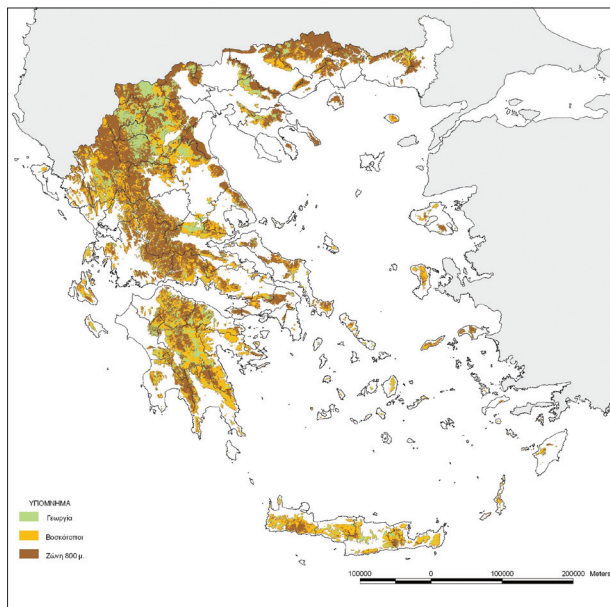 ΥΠΟΜΝΗΜΑ
Γεωργία
Βοσκότοποι
Ζώνη 800 μ.
100000 0 100000 200000 Meters